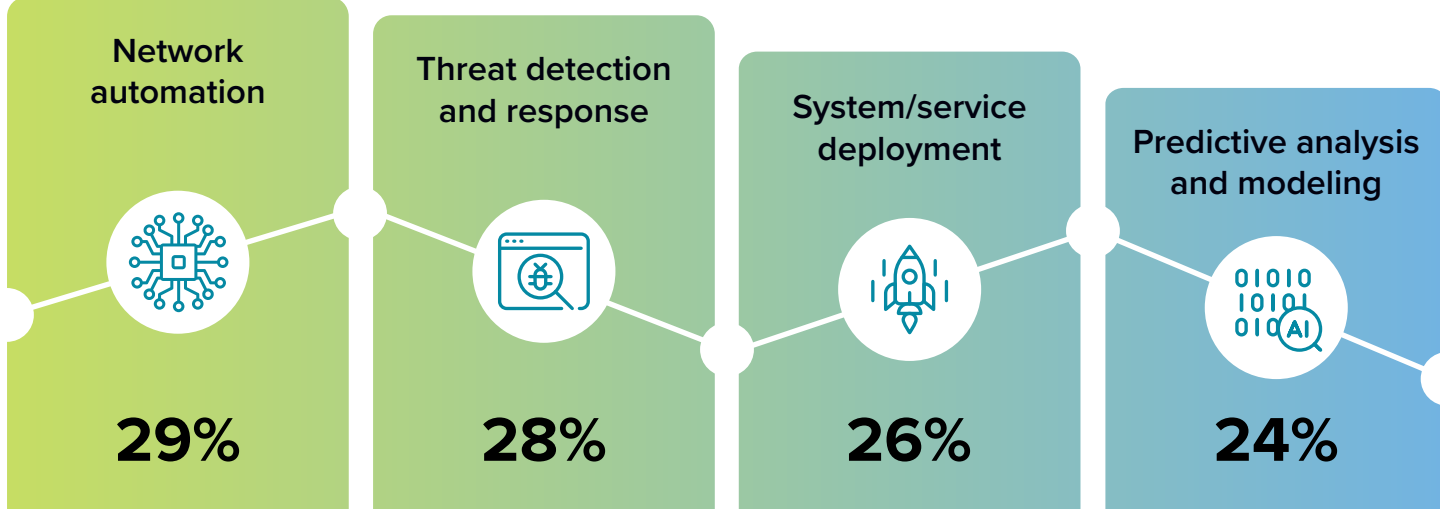 Network
automation
29%
Threat detection
and response
28%
System/service
deployment
26%
Predictive analysis
and modeling
01010
10101
010
AI
24%